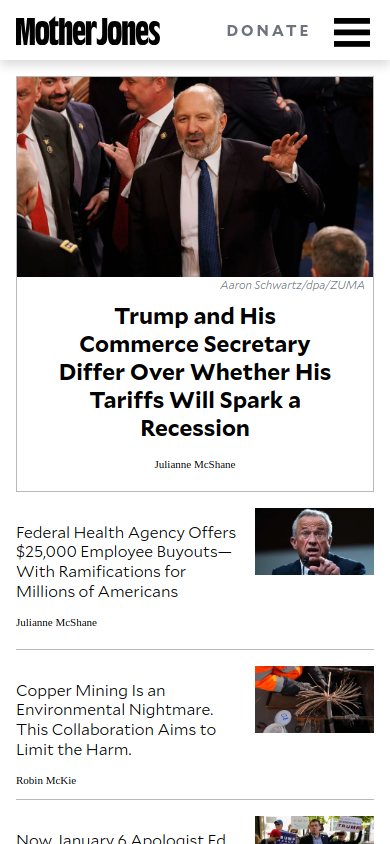 Mother Jones
DONATE
Aaron Schwartz/dpa/ZUMA
Trump and His
Commerce Secretary
Differ Over Whether His
Tariffs Will Spark a
Recession
Julianne McShane
Federal Health Agency Offers
$25,000 Employee Buyouts—
With Ramifications for
Millions of Americans
Julianne McShane
Copper Mining Is an
Environmental Nightmare.
This Collaboration Aims to
Limit the Harm.
Robin McKie
Now, January 6 Apologist Ed
TRUMP